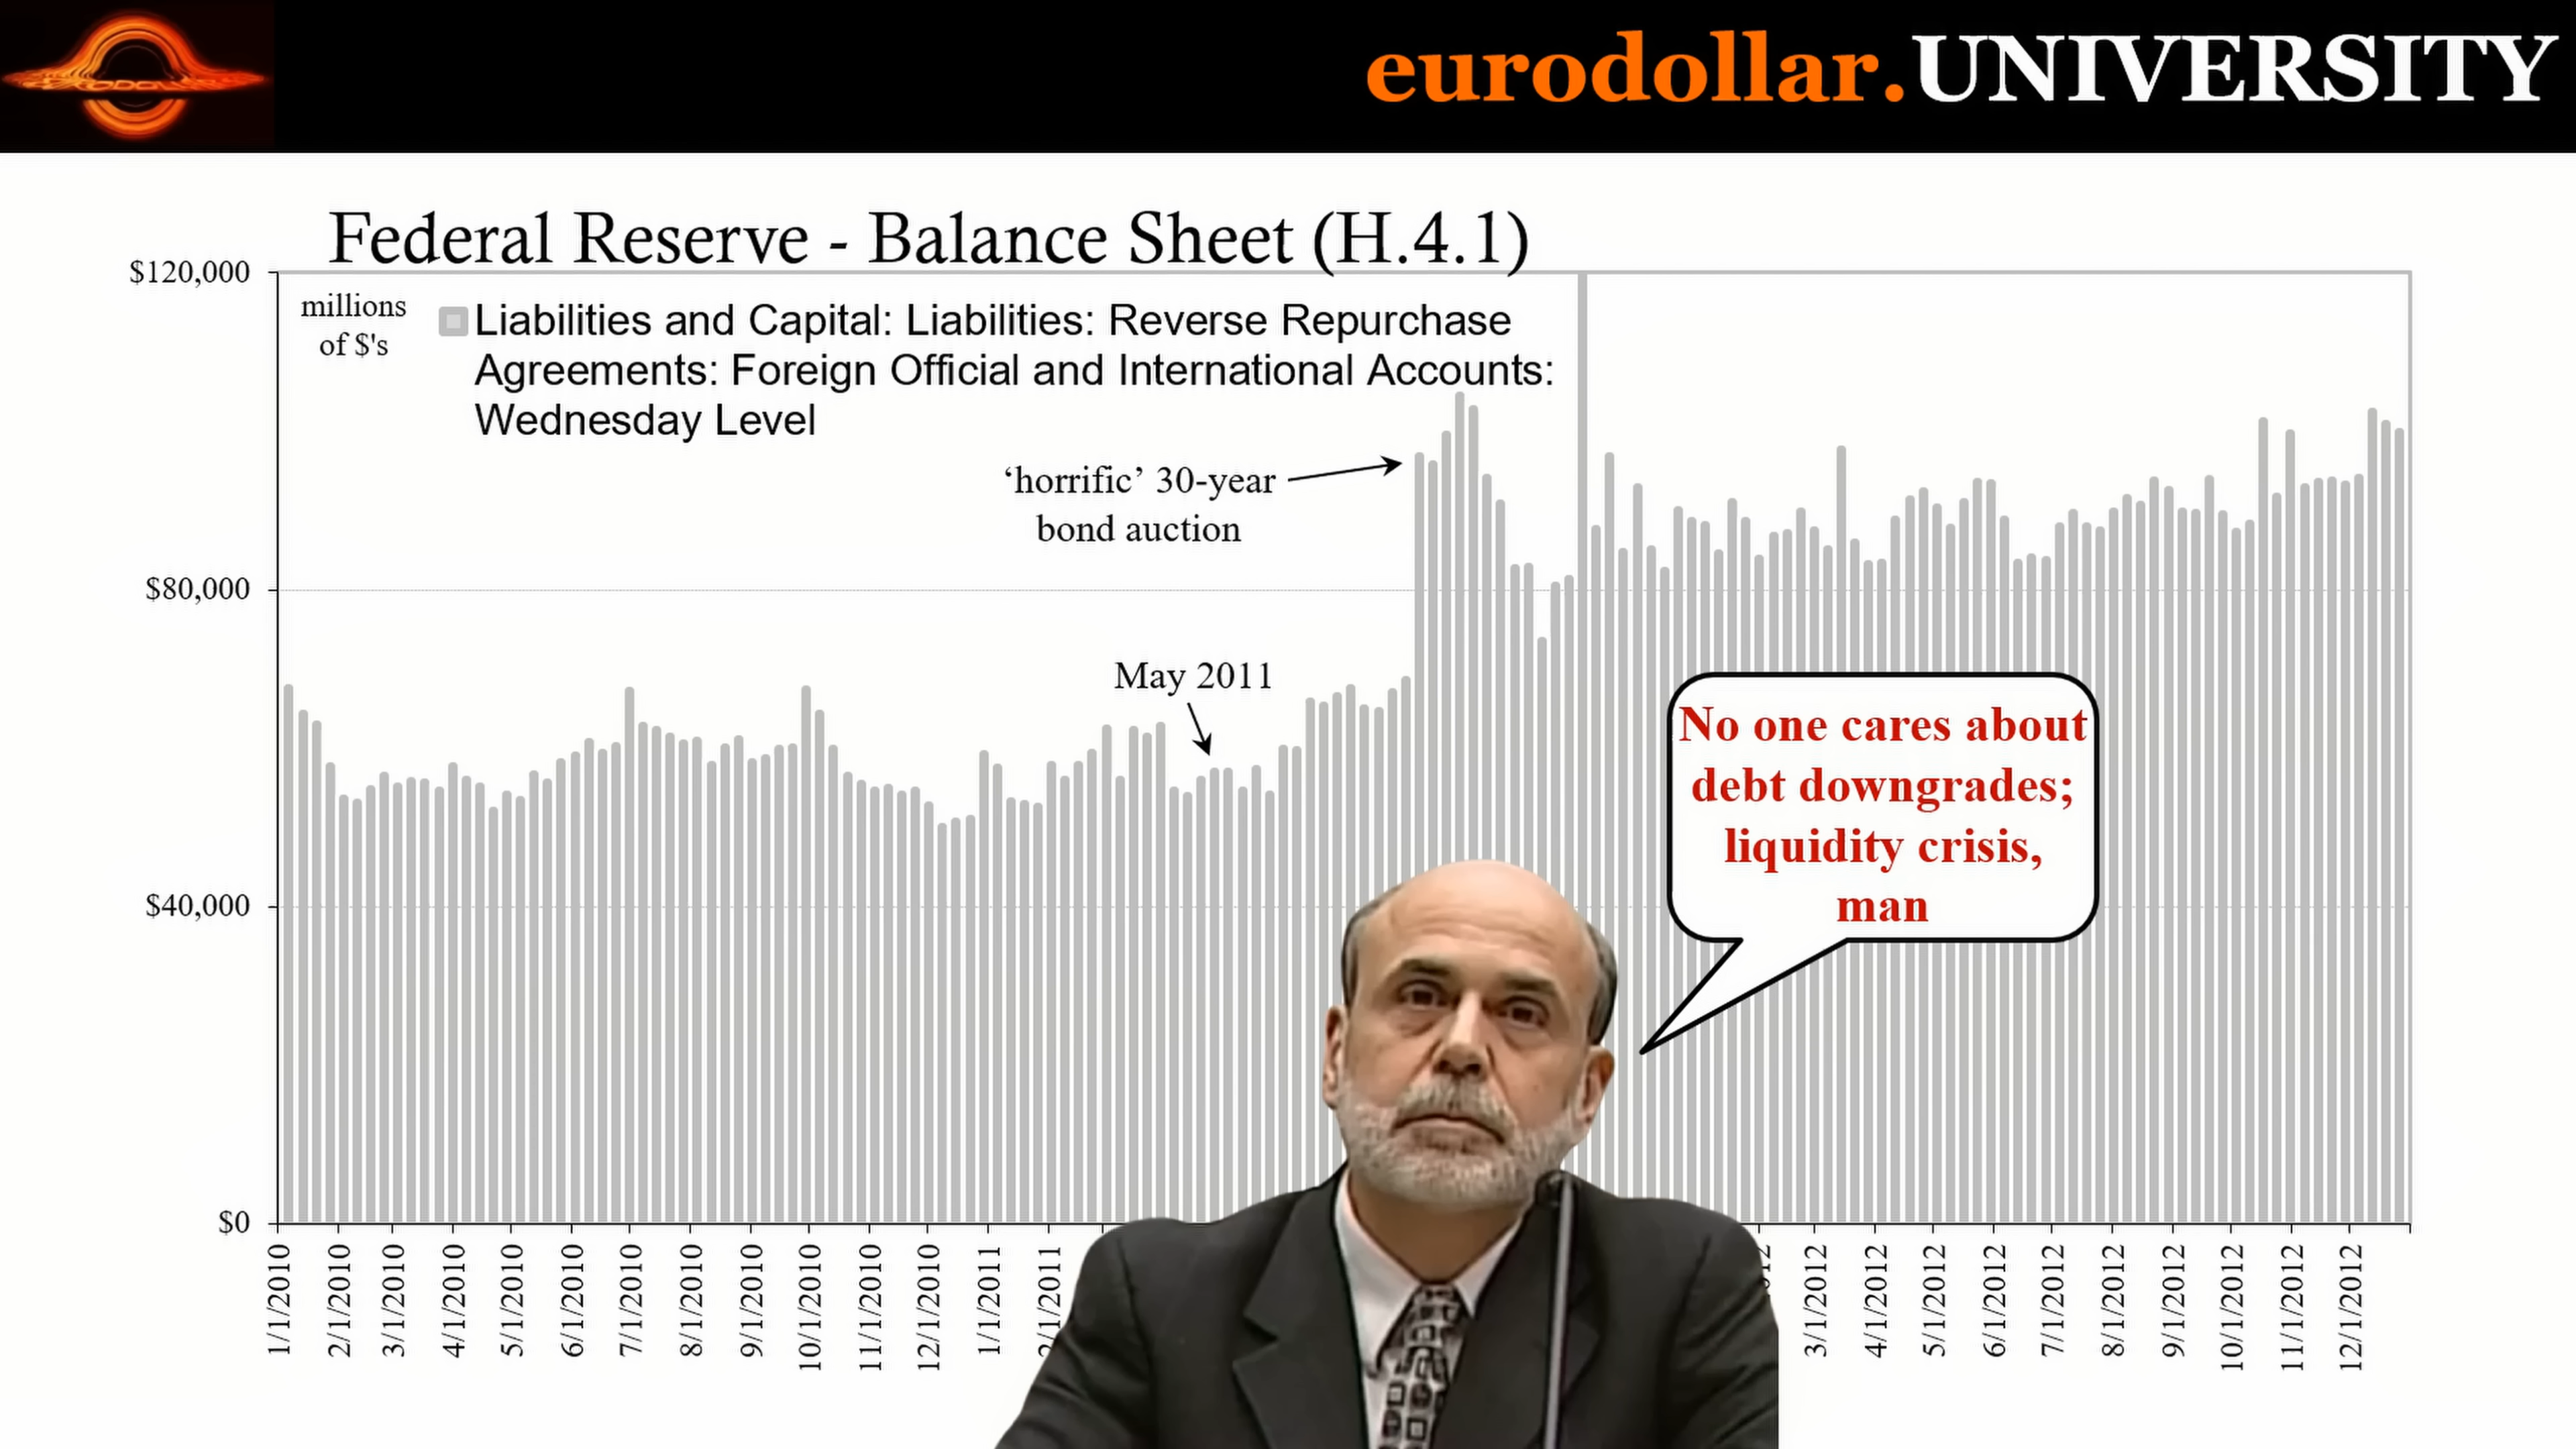 eurodollar.UNIVERSITY
Federal Reserve - Balance Sheet (H.4.1)
$120,000
millions
of $'s
Liabilities and Capital: Liabilities: Reverse Repurchase
Agreements: Foreign Official and International Accounts:
Wednesday Level
‘horrific’ 30-year
bond auction
$80,000
May 2011
No one cares about
debt downgrades;
liquidity crisis,
man
$40,000
$0
1/1/2010
2/1/2010
3/1/2010
4/1/2010
5/1/2010
6/1/2010
7/1/2010
8/1/2010
9/1/2010
10/1/2010
11/1/2010
12/1/2010
1/1/2011
2/1/2011
3/1/2012
4/1/2012
5/1/2012
6/1/2012
7/1/2012
8/1/2012
9/1/2012
10/1/2012
11/1/2012
12/1/2012